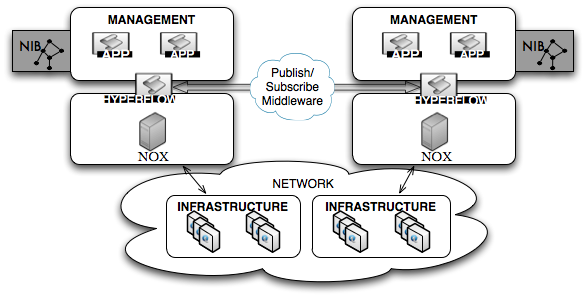 MANAGEMENT
APP
APP
NIB
HYPERFLOW
NOX
Publish/
Subscribe
Middleware
MANAGEMENT
APP
APP
NIB
HYPERFLOW
NOX
NETWORK
INFRASTRUCTURE
INFRASTRUCTURE